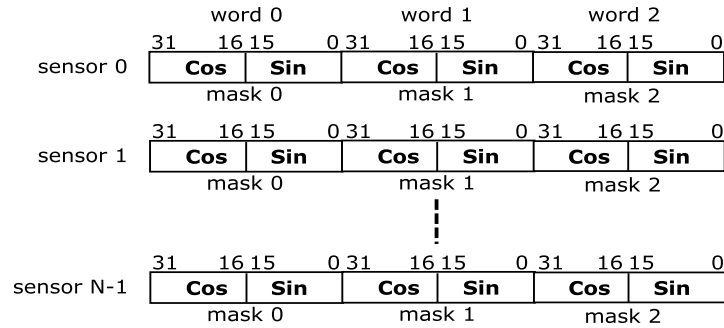 word 0 word 1 word 2
31 16 15 0 31 16 15 0 31 16 15 0
sensor 0 Cos Sin Cos Sin Cos Sin
mask 0 mask 1 mask 2
31 16 15 0 31 16 15 0 31 16 15 0
sensor 1 Cos Sin Cos Sin Cos Sin
mask 0 mask 1 mask 2
31 16 15 0 31 16 15 0 31 16 15 0
sensor N-1 Cos Sin Cos Sin Cos Sin
mask 0 mask 1 mask 2